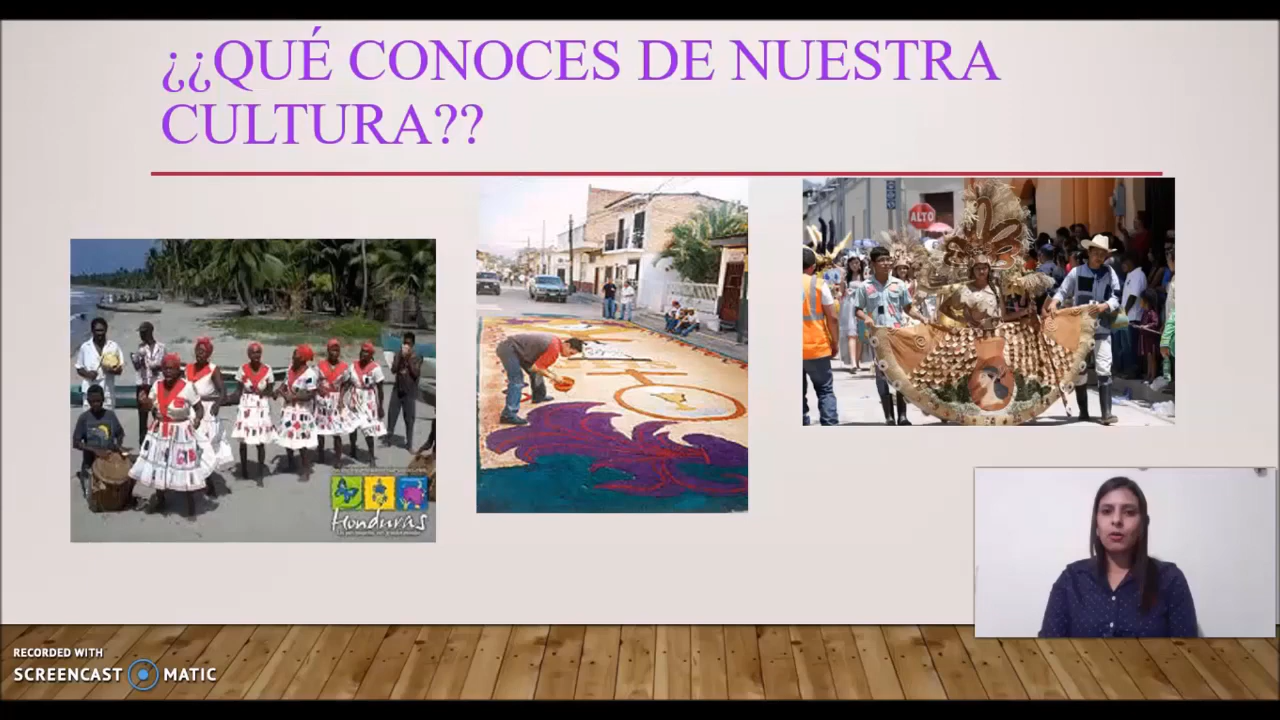 ¿¿QUÉ CONOCES DE NUESTRA
CULTURA??
ALTO
Honduras
RECORDED WITH
SCREENCAST MATIC